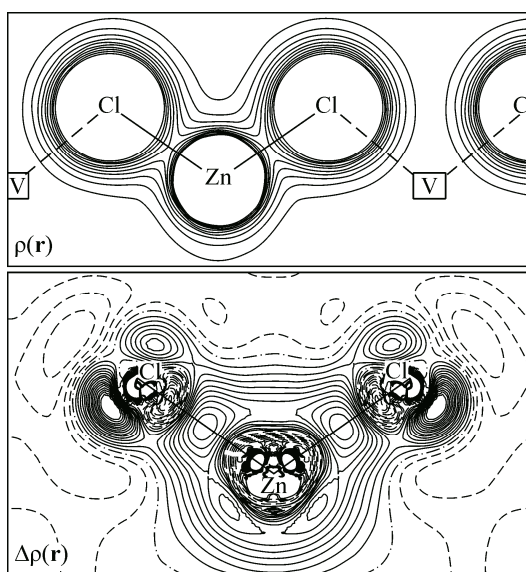 Cl Cl C
V Zn V
ρ(r)
Cl Cl
Zn
Δρ(r)